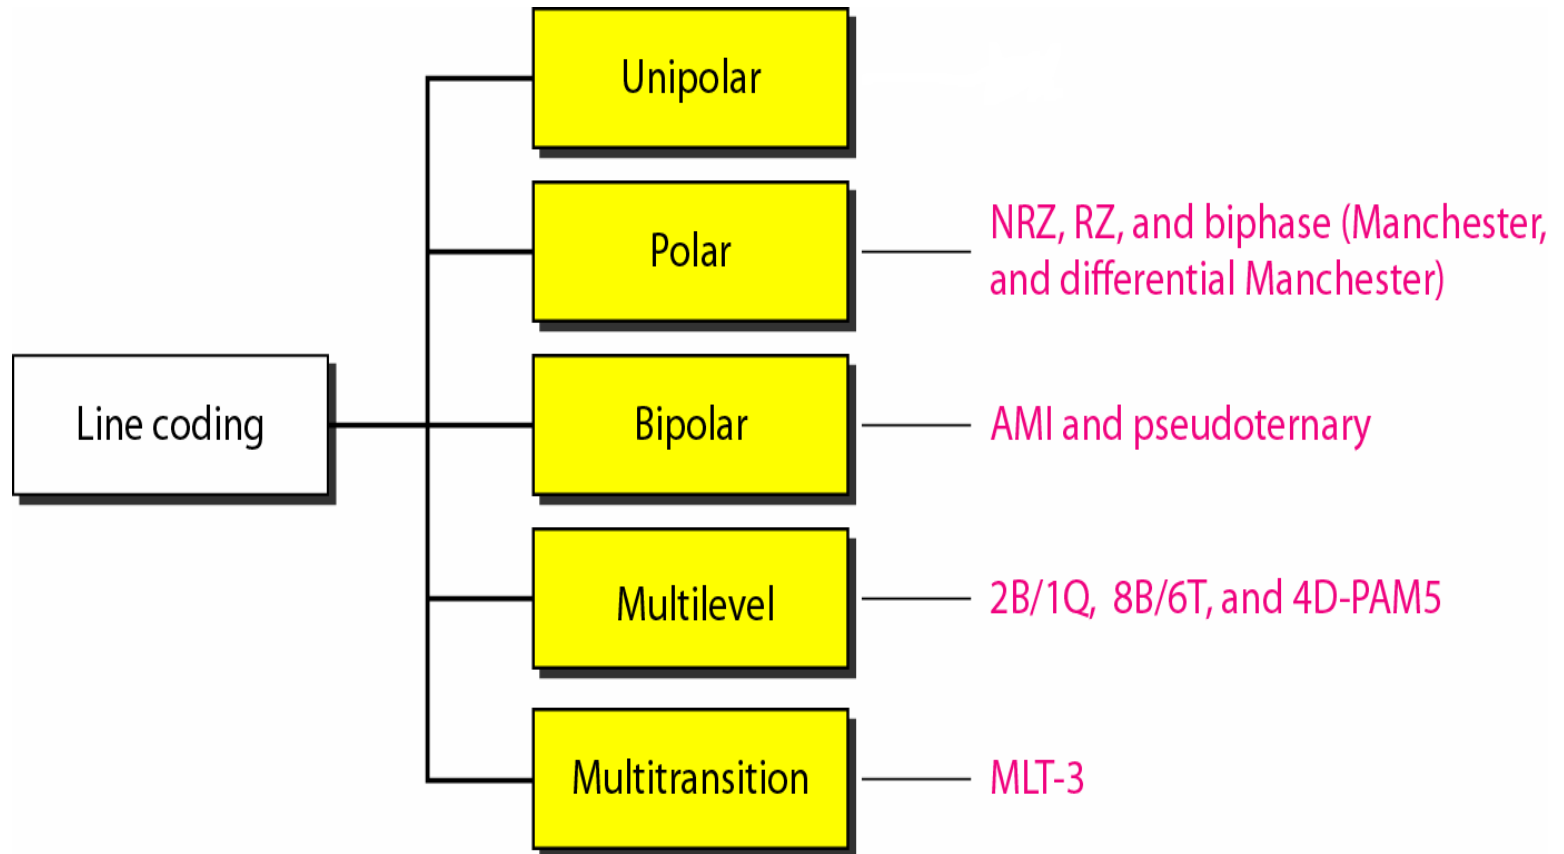 Unipolar
Polar
NRZ, RZ, and biphase (Manchester,
and differential Manchester)
Line coding
Bipolar
AMI and pseudoternary
Multilevel
2B/1Q, 8B/6T, and 4D-PAM5
Multitransition
MLT-3